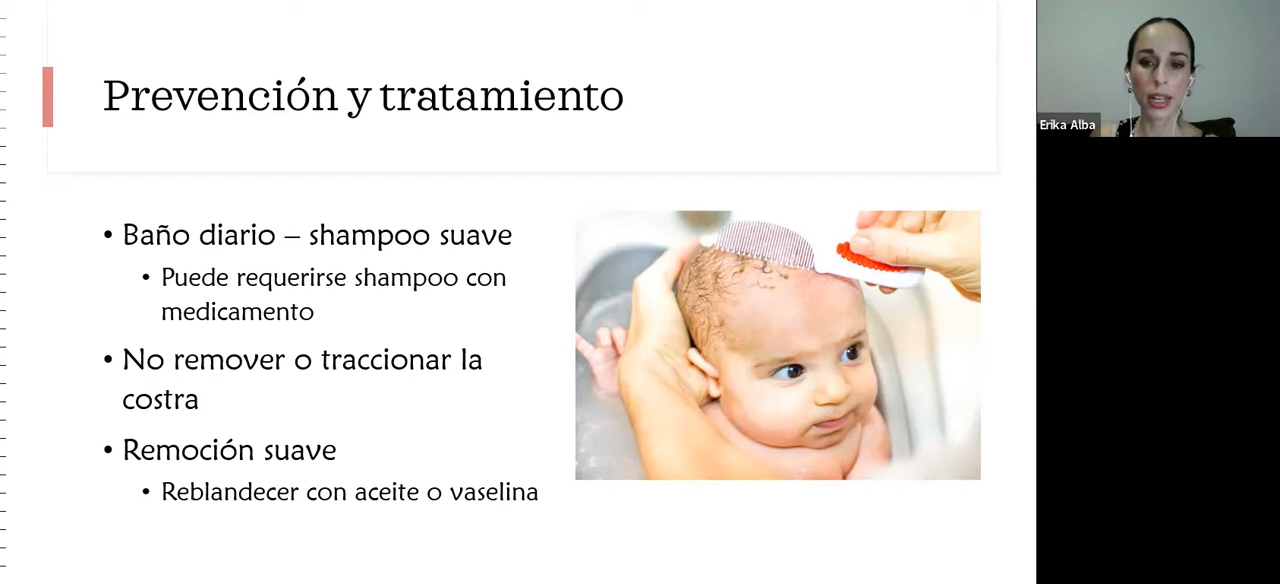 Prevención y tratamiento
• Baño diario – shampoo suave
• Puede requerirse shampoo con
medicamento
• No remover o traccionar la
costra
• Remoción suave
• Reblandecer con aceite o vaselina
Erika Alba